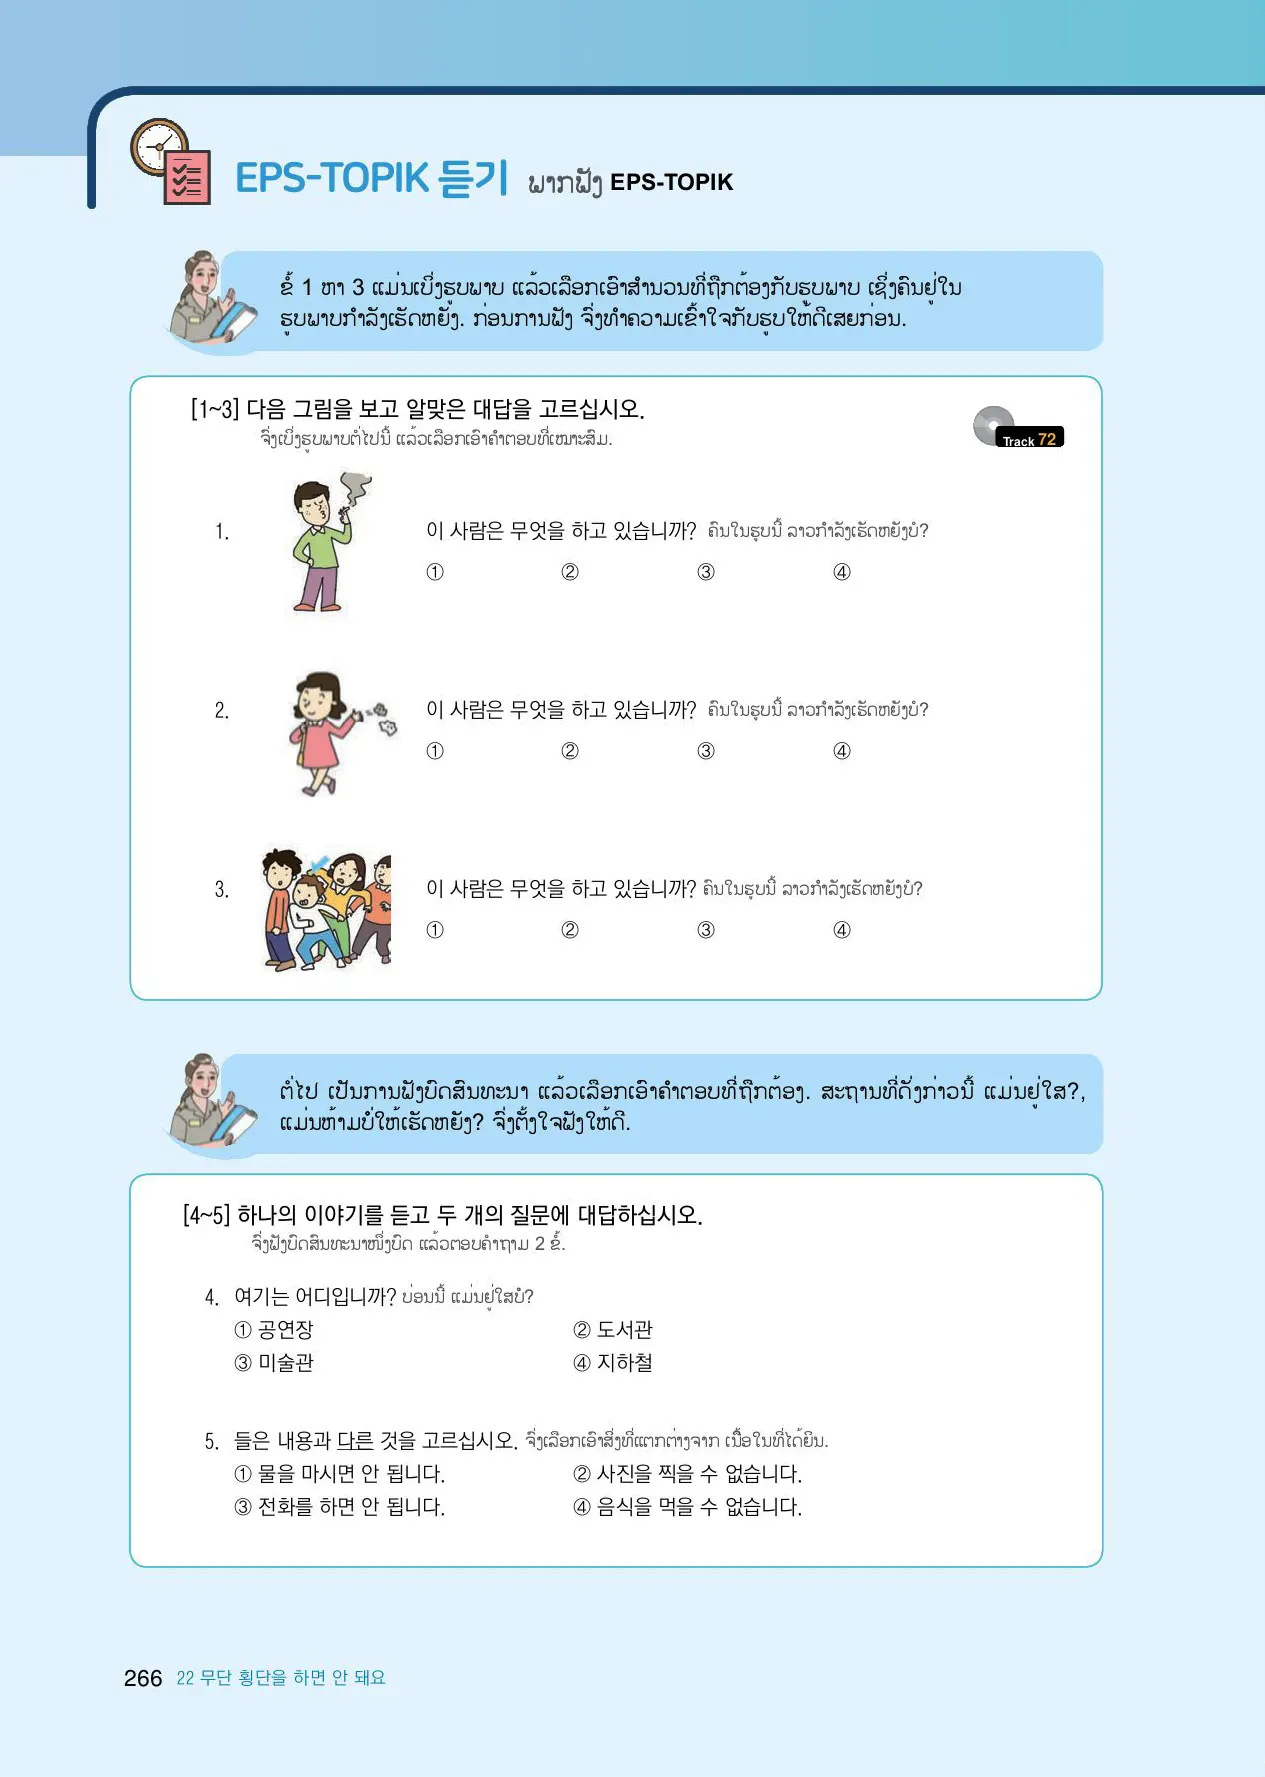 EPS-TOPIK 듣기 ພາກຟັງ EPS-TOPIK
ຂໍ້ 1 ຫາ 3 ແມ່ນເບິ່ງຮູບພາບ ແລ້ວເລືອກເອົາສຳນວນທີ່ຖືກຕ້ອງກັບຮູບພາບ ເຊິ່ງຄົນຢູ່ໃນ
ຮູບພາບກຳລັງເຮັດຫຍັງ. ກ່ອນການຟັງ ຈົ່ງທຳຄວາມເຂົ້າໃຈກັບຮູບໃຫ້ດີເສຍກ່ອນ.
[1~3] 다음 그림을 보고 알맞은 대답을 고르십시오.
ຈົ່ງເບິ່ງຮູບພາບຕໍ່ໄປນີ້ ແລ້ວເລືອກເອົາຄຳຕອບທີ່ເໝາະສົມ.
Track 72
1. 이 사람은 무엇을 하고 있습니까? ຄົນໃນຮູບນີ້ ລາວກຳລັງເຮັດຫຍັງບໍ?
① ② ③ ④
2. 이 사람은 무엇을 하고 있습니까? ຄົນໃນຮູບນີ້ ລາວກຳລັງເຮັດຫຍັງບໍ?
① ② ③ ④
3. 이 사람은 무엇을 하고 있습니까? ຄົນໃນຮູບນີ້ ລາວກຳລັງເຮັດຫຍັງບໍ?
① ② ③ ④
ຕໍ່ໄປ ເປັນການຟັງບົດສົນທະນາ ແລ້ວເລືອກເອົາຄຳຕອບທີ່ຖືກຕ້ອງ. ສະຖານທີ່ດັ່ງກ່າວນີ້ ແມ່ນຢູ່ໃສ?,
ແມ່ນຫ້າມບໍ່ໃຫ້ເຮັດຫຍັງ? ຈົ່ງຕັ້ງໃຈຟັງໃຫ້ດີ.
[4~5] 하나의 이야기를 듣고 두 개의 질문에 대답하십시오.
ຈົ່ງຟັງບົດສົນທະນາໜຶ່ງບົດ ແລ້ວຕອບຄຳຖາມ 2 ຂໍ້.
4. 여기는 어디입니까? ບ່ອນນີ້ ແມ່ນຢູ່ໃສບໍ?
① 공연장 ② 도서관
③ 미술관 ④ 지하철
5. 들은 내용과 다른 것을 고르십시오. ຈົ່ງເລືອກເອົາສິ່ງທີ່ແຕກຕ່າງຈາກ ເນື້ອໃນທີ່ໄດ້ຍິນ.
① 물을 마시면 안 됩니다. ② 사진을 찍을 수 없습니다.
③ 전화를 하면 안 됩니다. ④ 음식을 먹을 수 없습니다.
266 22 무단 횡단을 하면 안 돼요